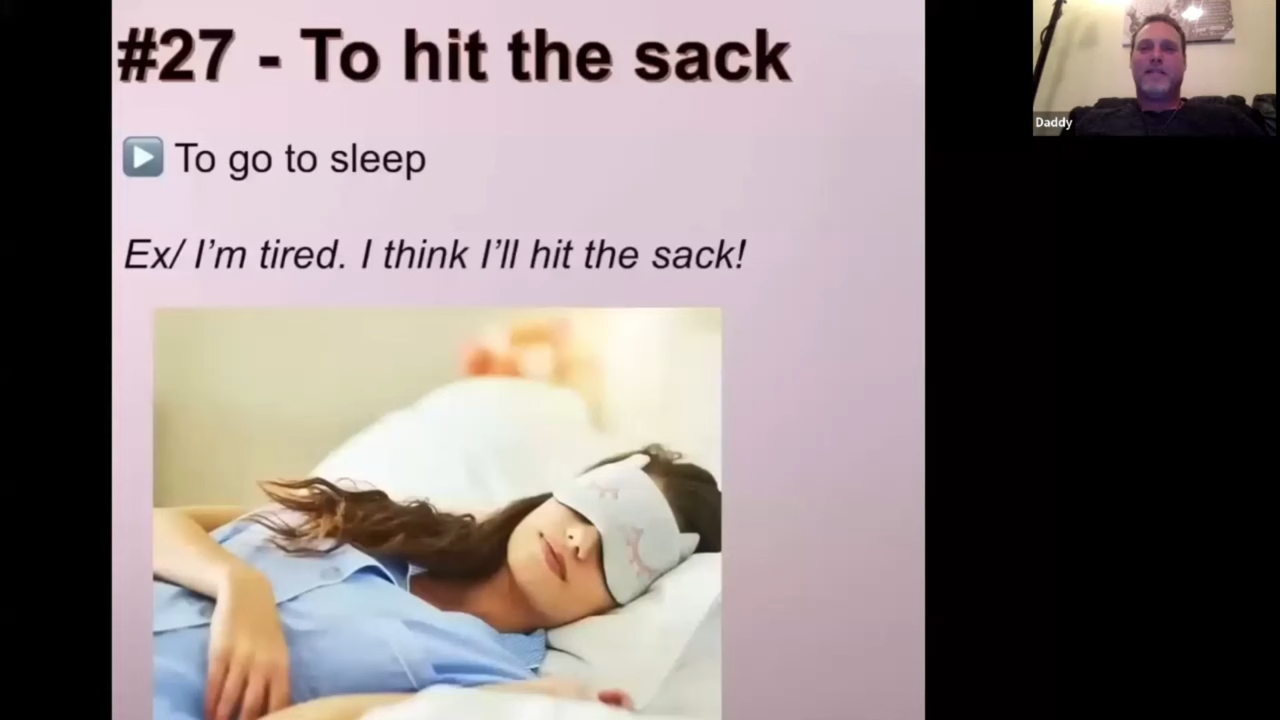 #27 - To hit the sack
To go to sleep
Ex/ I'm tired. I think I'll hit the sack!
Daddy